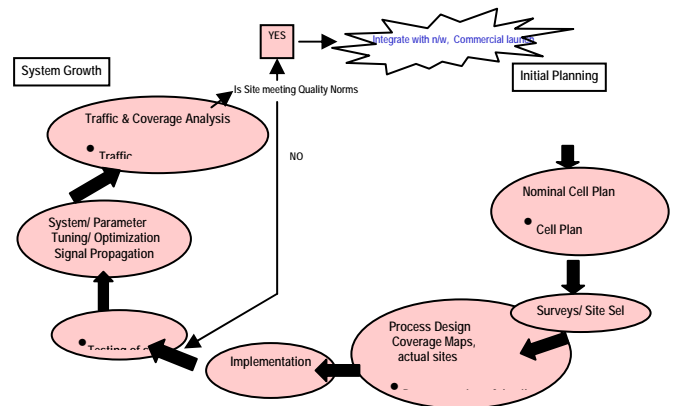 YES
Integrate with n/w, Commercial launch
System Growth
Initial Planning
Is Site meeting Quality Norms
Traffic & Coverage Analysis
• Traffic
NO
Nominal Cell Plan
• Cell Plan
System/ Parameter
Tuning/ Optimization
Signal Propagation
Surveys/ Site Sel
Process Design
Coverage Maps,
actual sites
• Testing of
Implementation